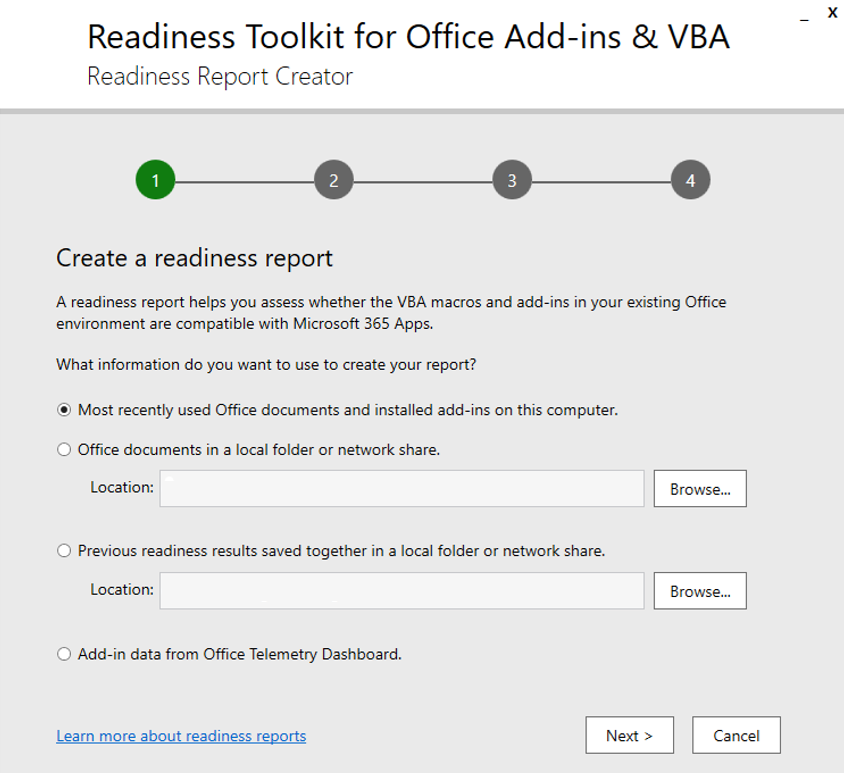 _ X
Readiness Toolkit for Office Add-ins & VBA
Readiness Report Creator
1 2 3 4
Create a readiness report
A readiness report helps you assess whether the VBA macros and add-ins in your existing Office
environment are compatible with Microsoft 365 Apps.
What information do you want to use to create your report?
Most recently used Office documents and installed add-ins on this computer.
Office documents in a local folder or network share.
Location: Browse...
Previous readiness results saved together in a local folder or network share.
Location: Browse...
Add-in data from Office Telemetry Dashboard.
Learn more about readiness reports Next > Cancel